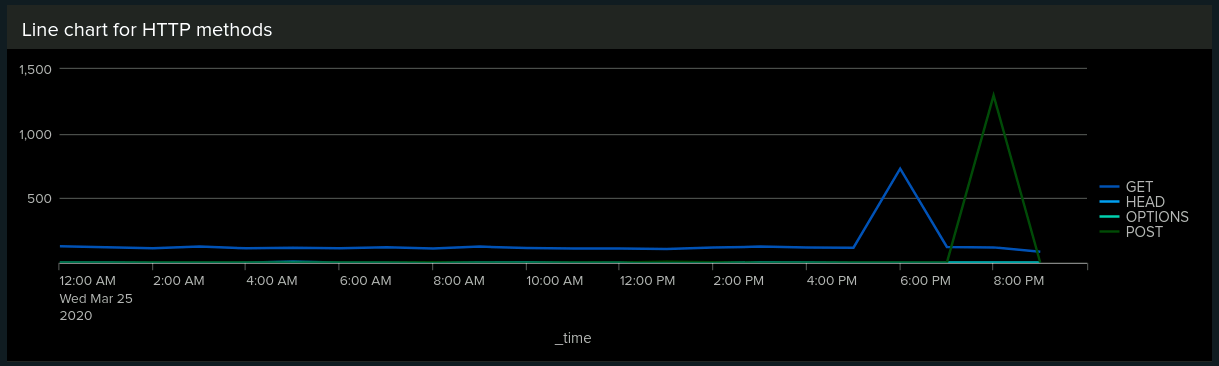 Line chart for HTTP methods
1,500
1,000
500
GET
HEAD
OPTIONS
POST
12:00 AM 2:00 AM 4:00 AM 6:00 AM 8:00 AM 10:00 AM 12:00 PM 2:00 PM 4:00 PM 6:00 PM 8:00 PM
Wed Mar 25
2020
_time